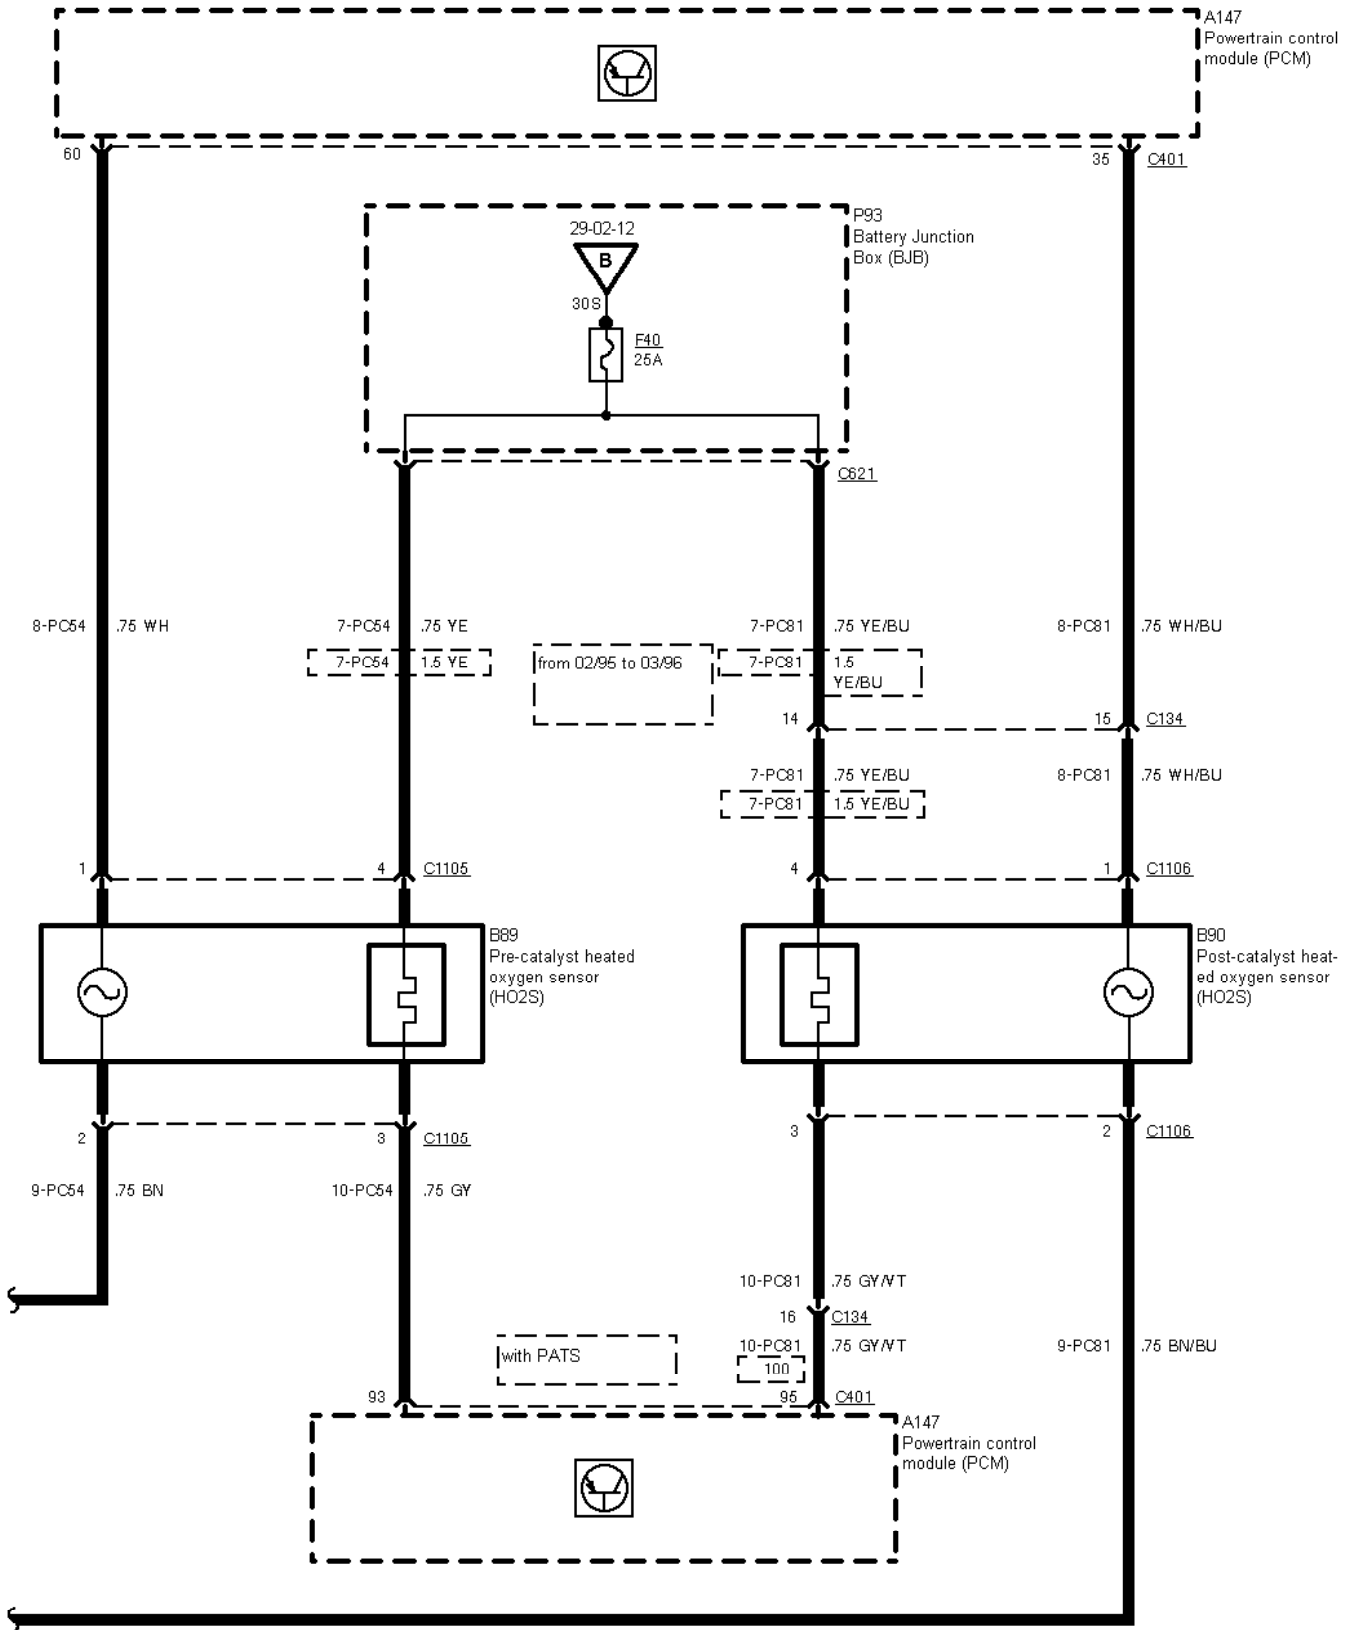 A147
Powertrain control
module (PCM)
60
35 C401
P93
Battery Junction
Box (BJB)
29-02-12
B
30S
F40
25A
C621
8-PC54 .75 WH
7-PC54 .75 YE
7-PC81 .75 YE/BU
8-PC81 .75 WH/BU
7-PC54 1.5 YE
from 02/95 to 03/96
7-PC81 1.5
YE/BU
14
15 C134
7-PC81 .75 YE/BU
8-PC81 .75 WH/BU
7-PC81 1.5 YE/BU
1
4 C1105
4
1 C1106
B89
Pre-catalyst heated
oxygen sensor
(HO2S)
B90
Post-catalyst heat-
ed oxygen sensor
(HO2S)
2
3 C1105
3
2 C1106
9-PC54 .75 BN
10-PC54 .75 GY
10-PC81 .75 GY/VT
16 C134
with PATS
10-PC81 .75 GY/VT
9-PC81 .75 BN/BU
100
93
95 C401
A147
Powertrain control
module (PCM)